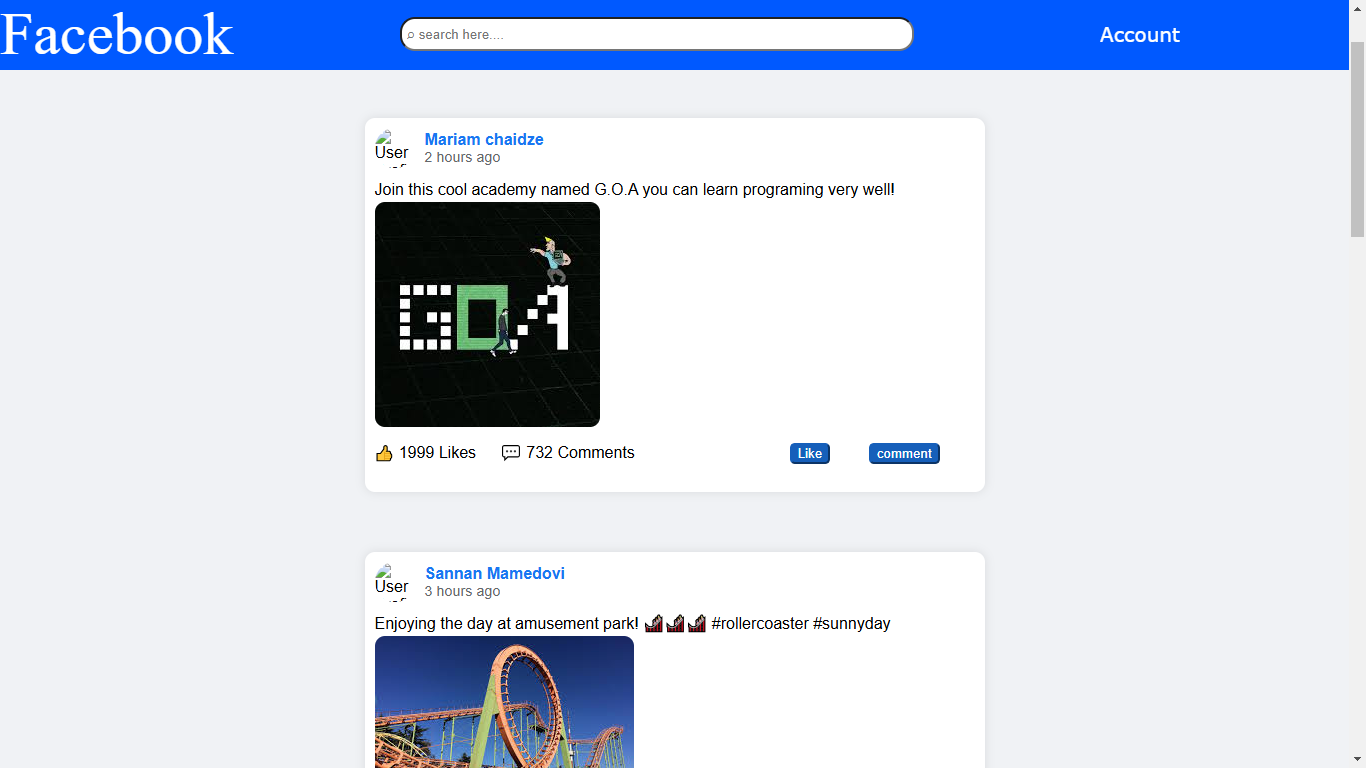 Facebook
⌕ search here....
Account
User
Mariam chaidze
2 hours ago
Join this cool academy named G.O.A you can learn programing very well!
GOA
👍 1999 Likes 💬 732 Comments Like comment
User
Sannan Mamedovi
3 hours ago
Enjoying the day at amusement park! 🎢🎢🎢 #rollercoaster #sunnyday